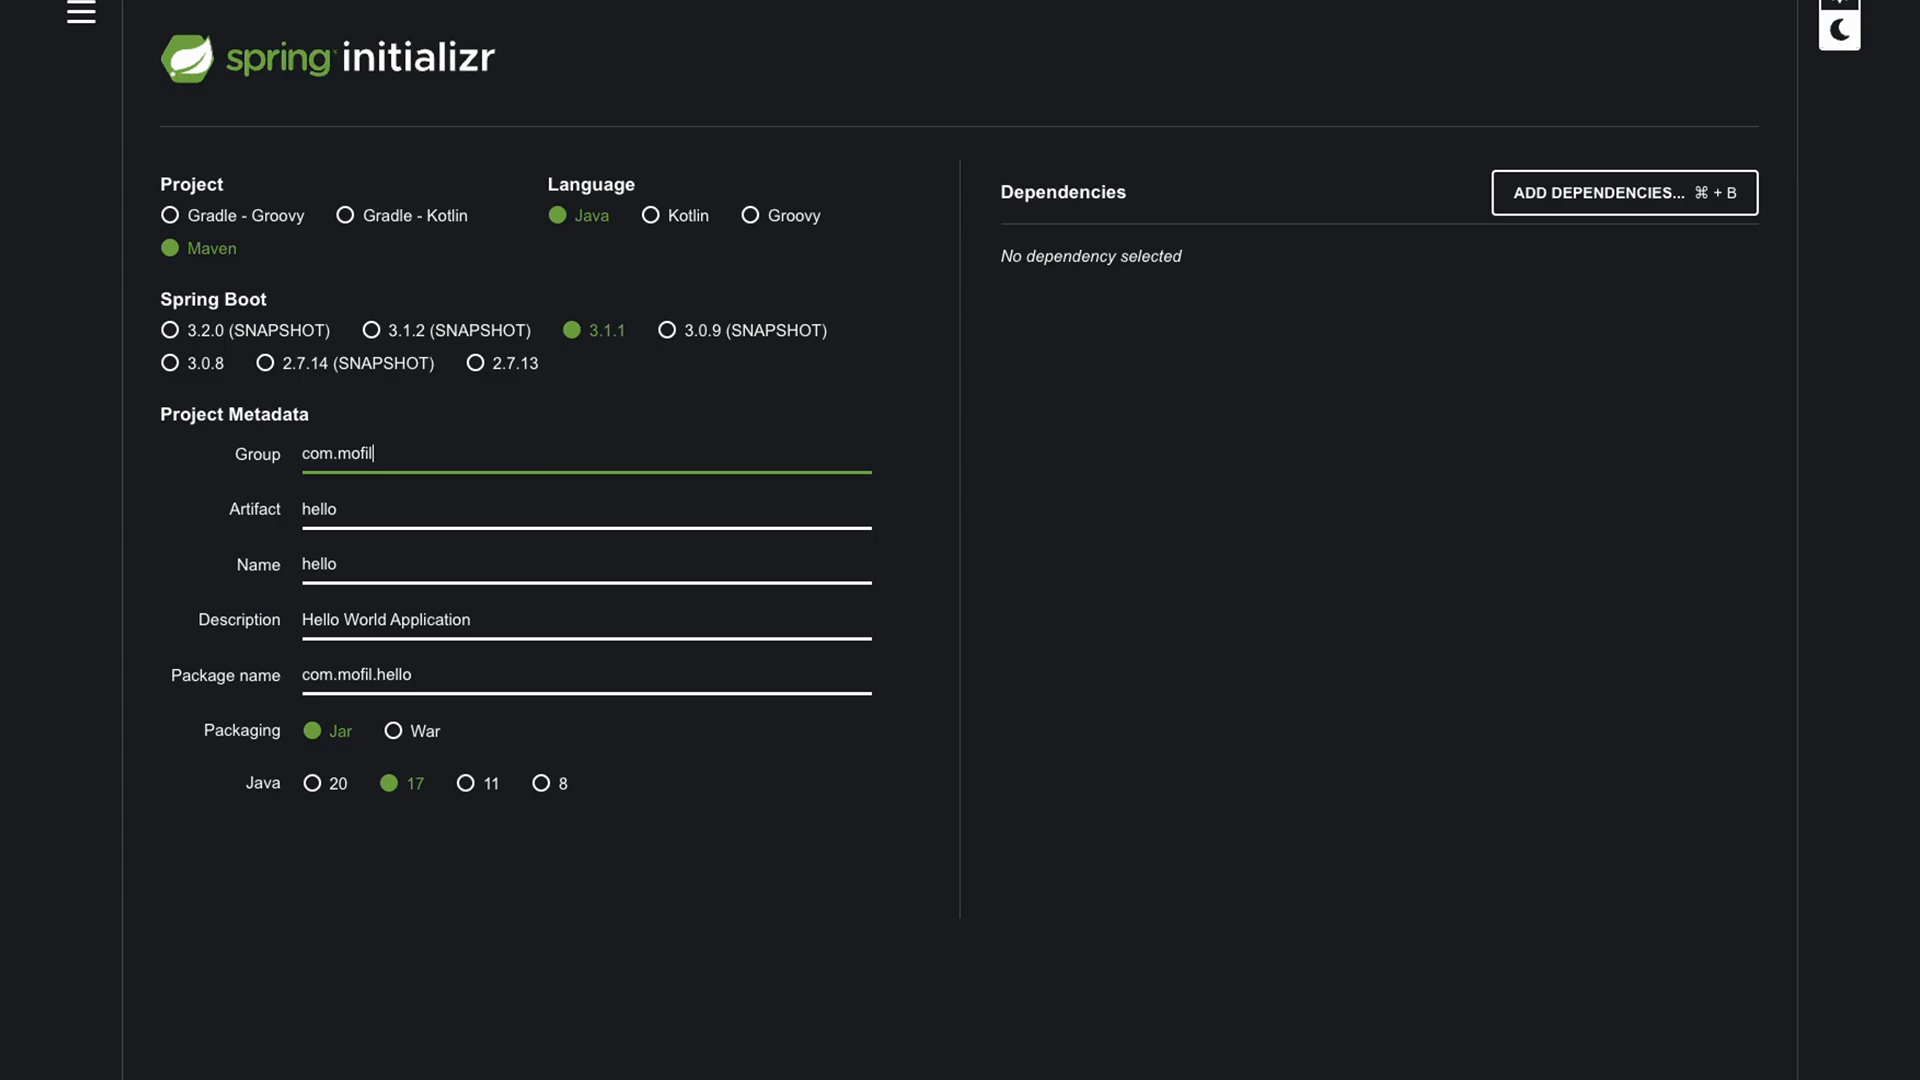 spring initializr
Project
Gradle - Groovy Gradle - Kotlin
Maven
Language
Java Kotlin Groovy
Spring Boot
3.2.0 (SNAPSHOT) 3.1.2 (SNAPSHOT) 3.1.1 3.0.9 (SNAPSHOT)
3.0.8 2.7.14 (SNAPSHOT) 2.7.13
Project Metadata
Group com.mofil
Artifact hello
Name hello
Description Hello World Application
Package name com.mofil.hello
Packaging Jar War
Java 20 17 11 8
Dependencies ADD DEPENDENCIES... ⌘ + B
No dependency selected